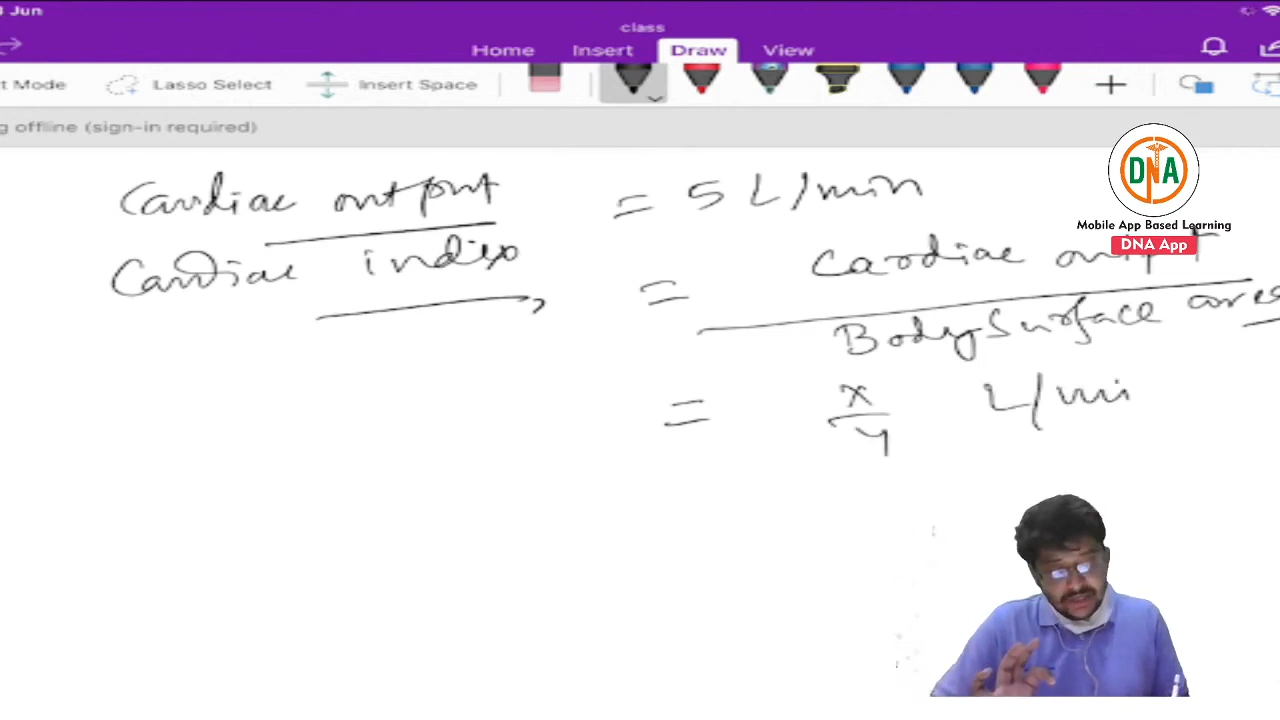 Jun
class
Home Insert Draw View
Mode Lasso Select Insert Space
offline (sign-in required)
Cardiac output = 5 L/min
Cardiac index = Cardiac output
Body Surface area
= x
y L/mi
DNA
Mobile App Based Learning
DNA App